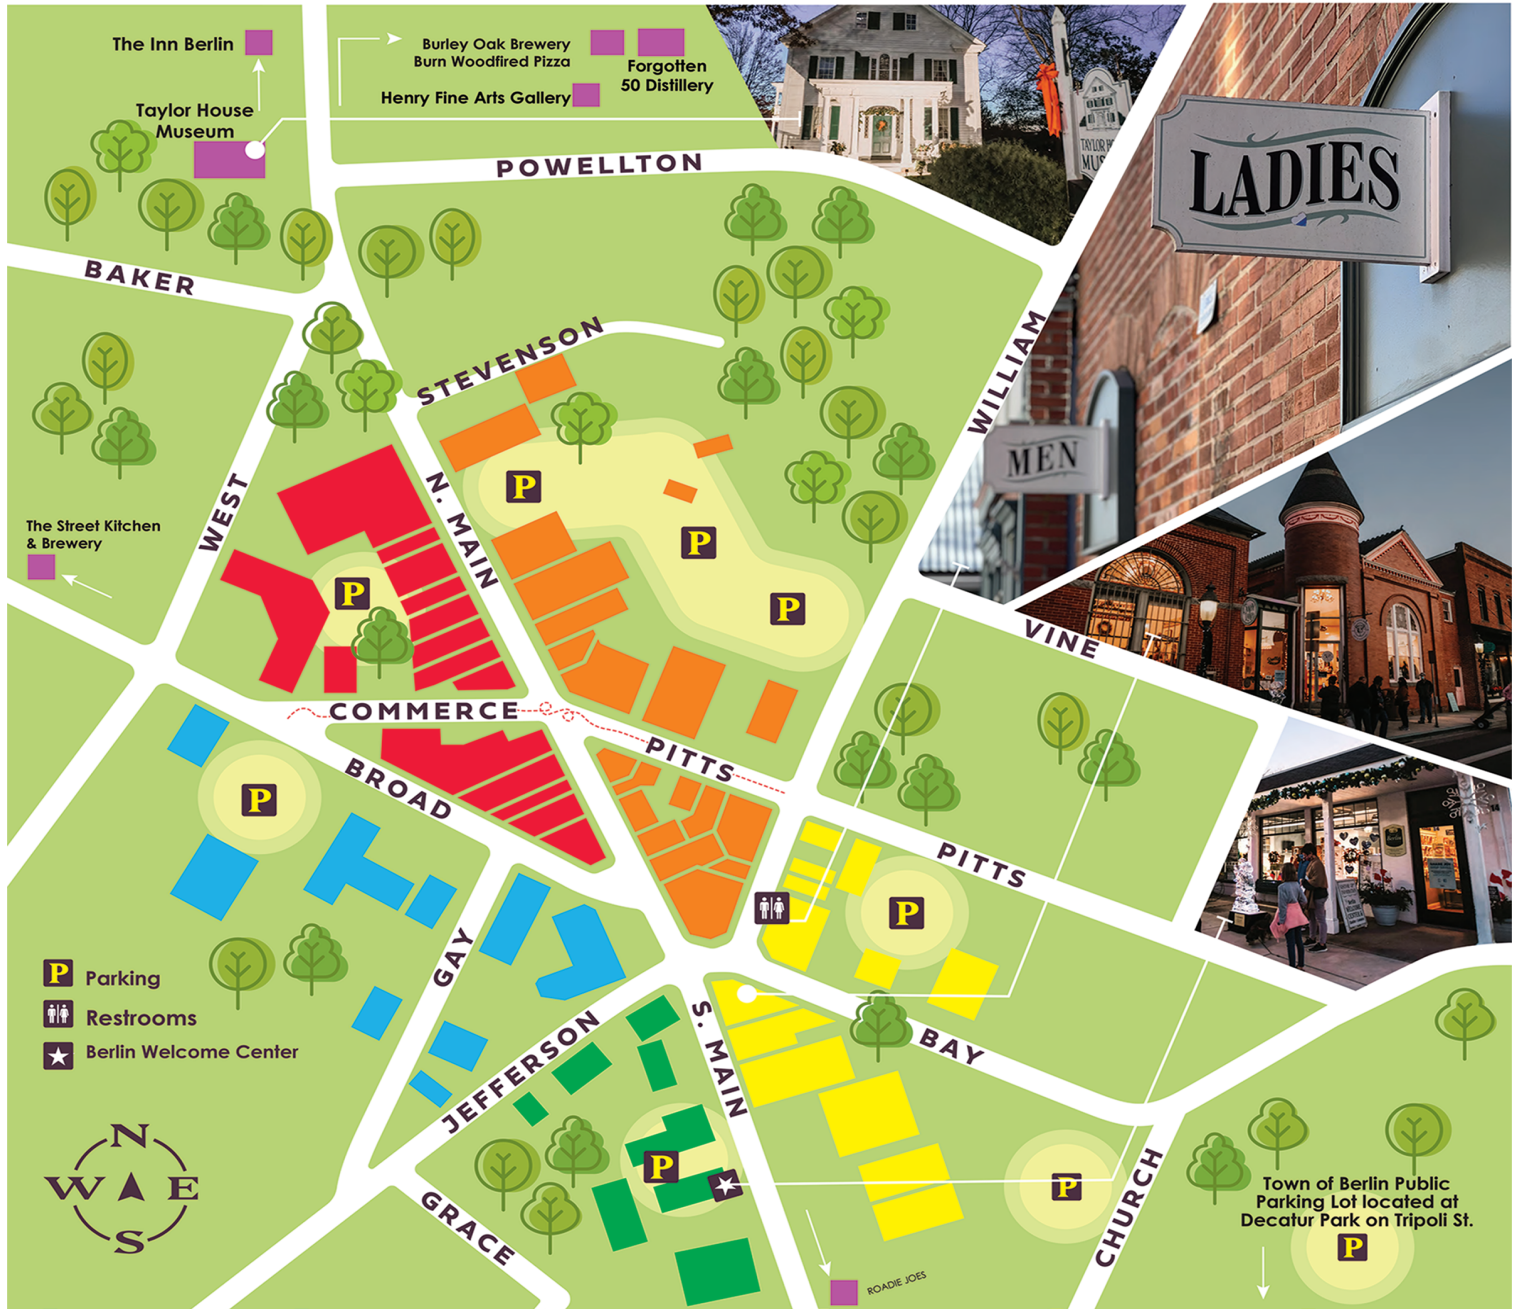 The Inn Berlin
Taylor House
Museum
Burley Oak Brewery
Burn Woodfired Pizza
Forgotten
50 Distillery
Henry Fine Arts Gallery
POWELLTON
BAKER
STEVENSON
WILLIAM
LADIES
MEN
TAYLOR
MUS
WEST
N. MAIN
P
P
P
P
The Street Kitchen
& Brewery
VINE
COMMERCE
PITTS
BROAD
P
PITTS
P
GAY
P Parking
Restrooms
Berlin Welcome Center
JEFFERSON
S. MAIN
BAY
N
W E
S
GRACE
P
P
CHURCH
Town of Berlin Public
Parking Lot located at
Decatur Park on Tripoli St.
P
ROADIE JOES